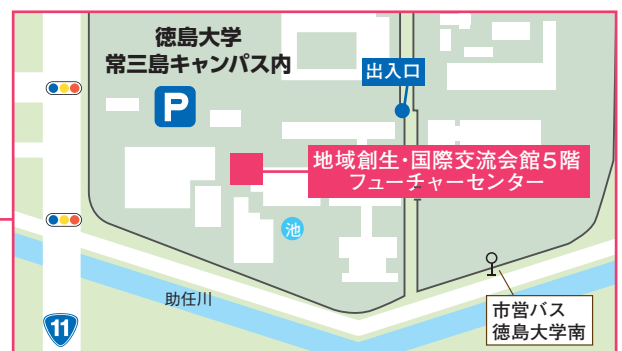 徳島大学
常三島キャンパス内
出入口
P
地域創生・国際交流会館5階
フューチャーセンター
池
助任川
市営バス
徳島大学南
11